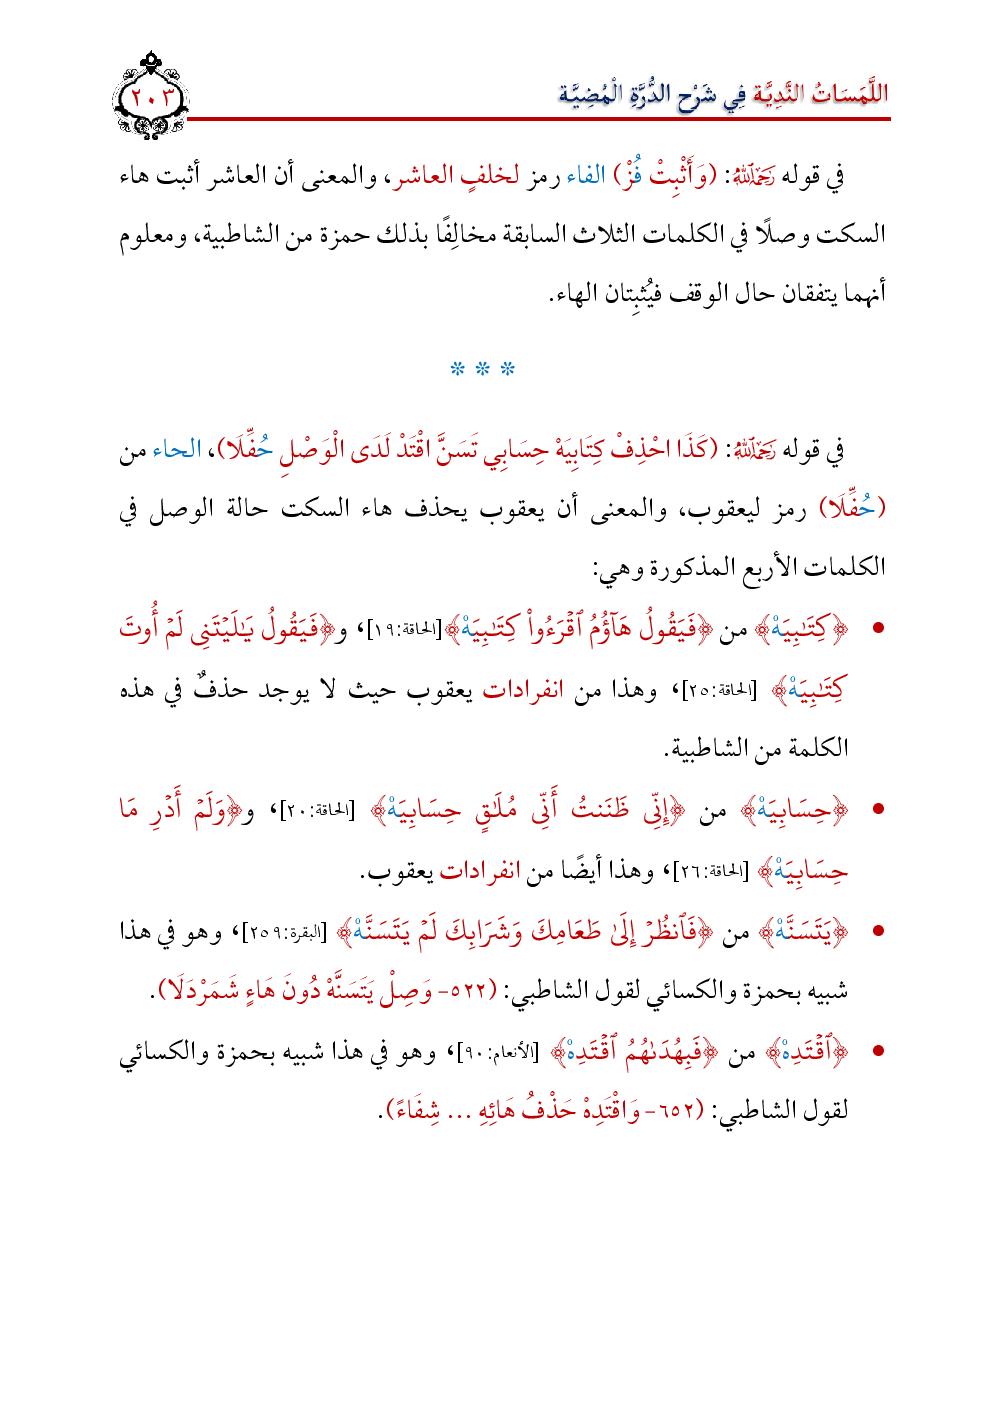 اللَّمَسَاتُ النَّدِيَّة فِي شَرْحِ الدُّرَّةِ الْمُضِيَّة
٢٠٣
في قوله رَحِمَهُ اللَّهُ: (وَأَثْبِتْ فُزْ) الفاء رمز لخلفٍ العاشر، والمعنى أن العاشر أثبت هاء
السكت وصلًا في الكلمات الثلاث السابقة مخالِفًا بذلك حمزة من الشاطبية، ومعلوم
أنهما يتفقان حال الوقف فيُثبِتان الهاء.
* * *
في قوله رَحِمَهُ اللَّهُ: (كَذَا احْذِفْ كِتَابِيَهْ حِسَابِي تَسَنَّ اقْتَدْ لَدَى الْوَصْلِ حُفِّلَا)، الحاء من
(حُفِّلَا) رمز ليعقوب، والمعنى أن يعقوب يحذف هاء السكت حالة الوصل في
الكلمات الأربع المذكورة وهي:
• ﴿كِتَٰبِيَهْ﴾ من ﴿فَيَقُولُ هَآؤُمُ ٱقْرَءُوا۟ كِتَٰبِيَهْ﴾[الحاقة:١٩]، و﴿فَيَقُولُ يَٰلَيْتَنِى لَمْ أُوتَ
كِتَٰبِيَهْ﴾ [الحاقة:٢٥]، وهذا من انفرادات يعقوب حيث لا يوجد حذفٌ في هذه
الكلمة من الشاطبية.
• ﴿حِسَابِيَهْ﴾ من ﴿إِنِّى ظَنَنتُ أَنِّى مُلَٰقٍ حِسَابِيَهْ﴾ [الحاقة:٢٠]، و﴿وَلَمْ أَدْرِ مَا
حِسَابِيَهْ﴾ [الحاقة:٢٦]، وهذا أيضًا من انفرادات يعقوب.
• ﴿يَتَسَنَّهْ﴾ من ﴿فَٱنظُرْ إِلَىٰ طَعَامِكَ وَشَرَابِكَ لَمْ يَتَسَنَّهْ﴾ [البقرة:٢٥٩]، وهو في هذا
شبيه بحمزة والكسائي لقول الشاطبي: (٥٢٢- وَصِلْ يَتَسَنَّهْ دُونَ هَاءٍ شَمَرْدَلَا).
• ﴿ٱقْتَدِهْ﴾ من ﴿فَبِهُدَىٰهُمُ ٱقْتَدِهْ﴾ [الأنعام:٩٠]، وهو في هذا شبيه بحمزة والكسائي
لقول الشاطبي: (٦٥٢- وَاقْتَدِهْ حَذْفُ هَائِهِ ... شِفَاءً).